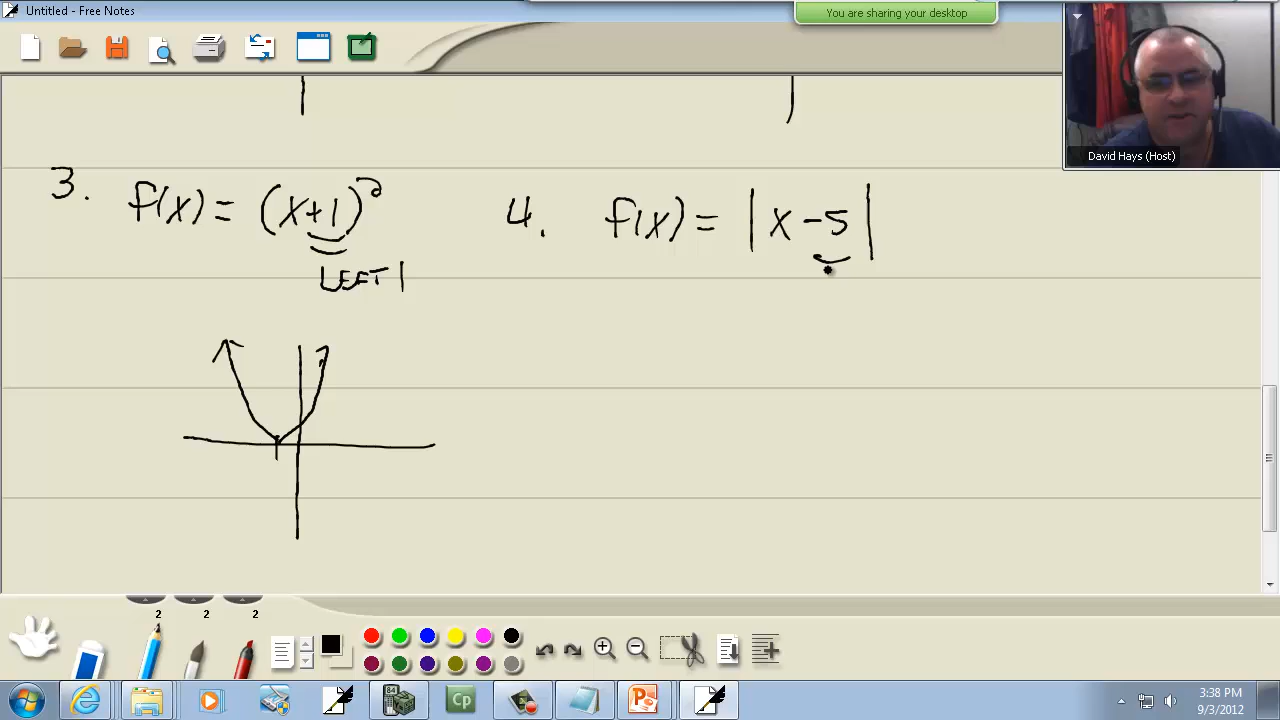 Untitled - Free Notes
You are sharing your desktop
David Hays (Host)
3. f(x) = (x+1)²
LEFT 1
4. f(x) = |x-5|
2 2 2
Cp
3:38 PM
9/3/2012